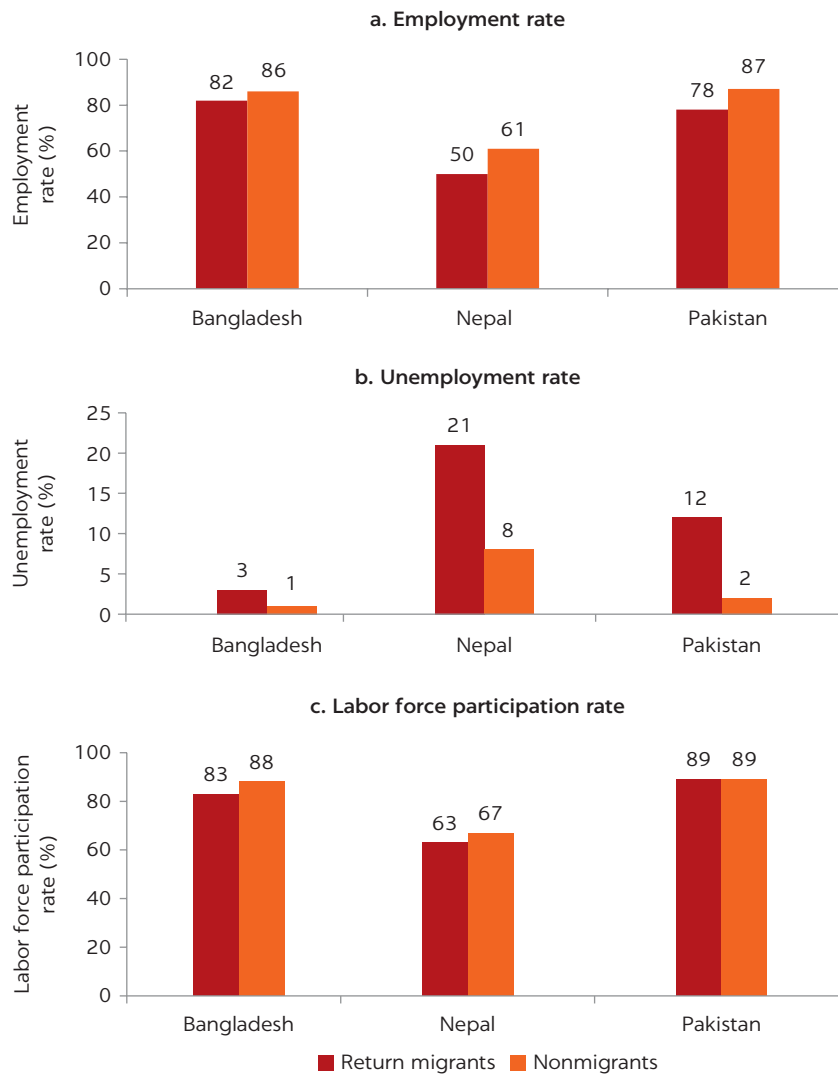 a. Employment rate
Employment
rate (%)
100
80
60
40
20
0
82
86
50
61
78
87
Bangladesh
Nepal
Pakistan
b. Unemployment rate
Unemployment
rate (%)
25
20
15
10
5
0
3
1
21
8
12
2
Bangladesh
Nepal
Pakistan
c. Labor force participation rate
Labor force participation
rate (%)
100
80
60
40
20
0
83
88
63
67
89
89
Bangladesh
Nepal
Pakistan
Return migrants
Nonmigrants